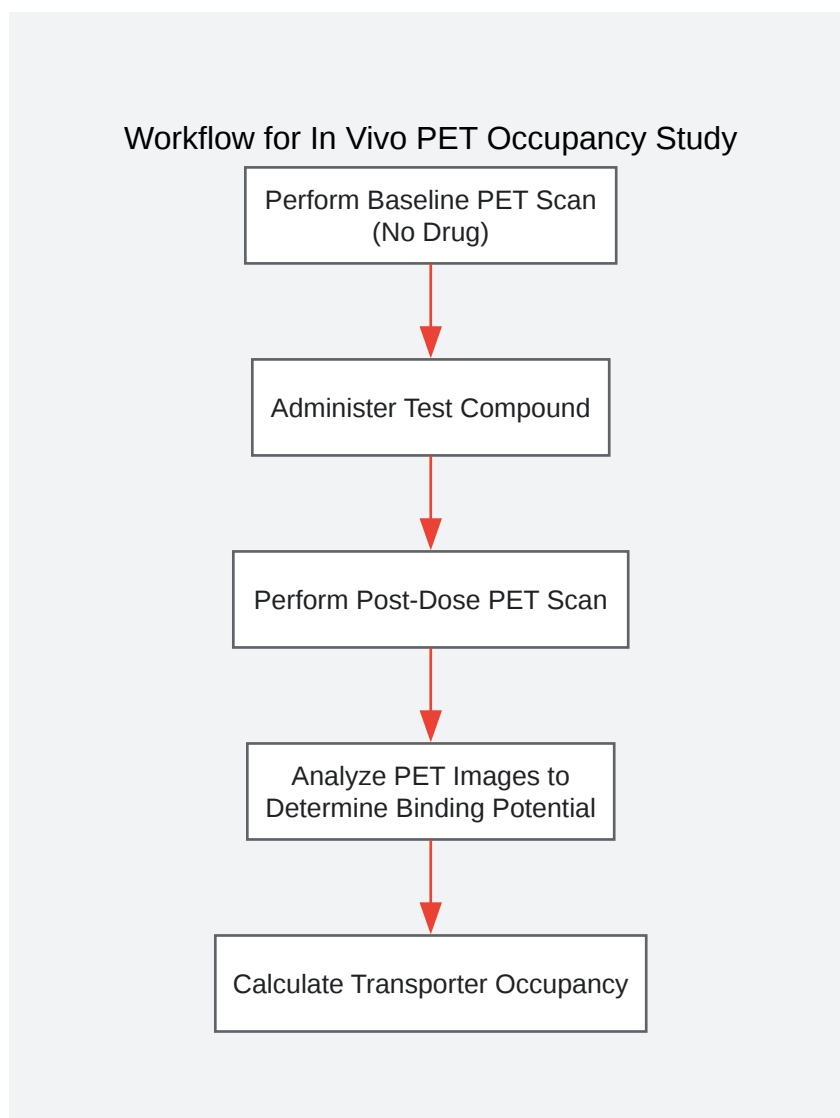 Workflow for In Vivo PET Occupancy Study
Perform Baseline PET Scan
(No Drug)
Administer Test Compound
Perform Post-Dose PET Scan
Analyze PET Images to
Determine Binding Potential
Calculate Transporter Occupancy